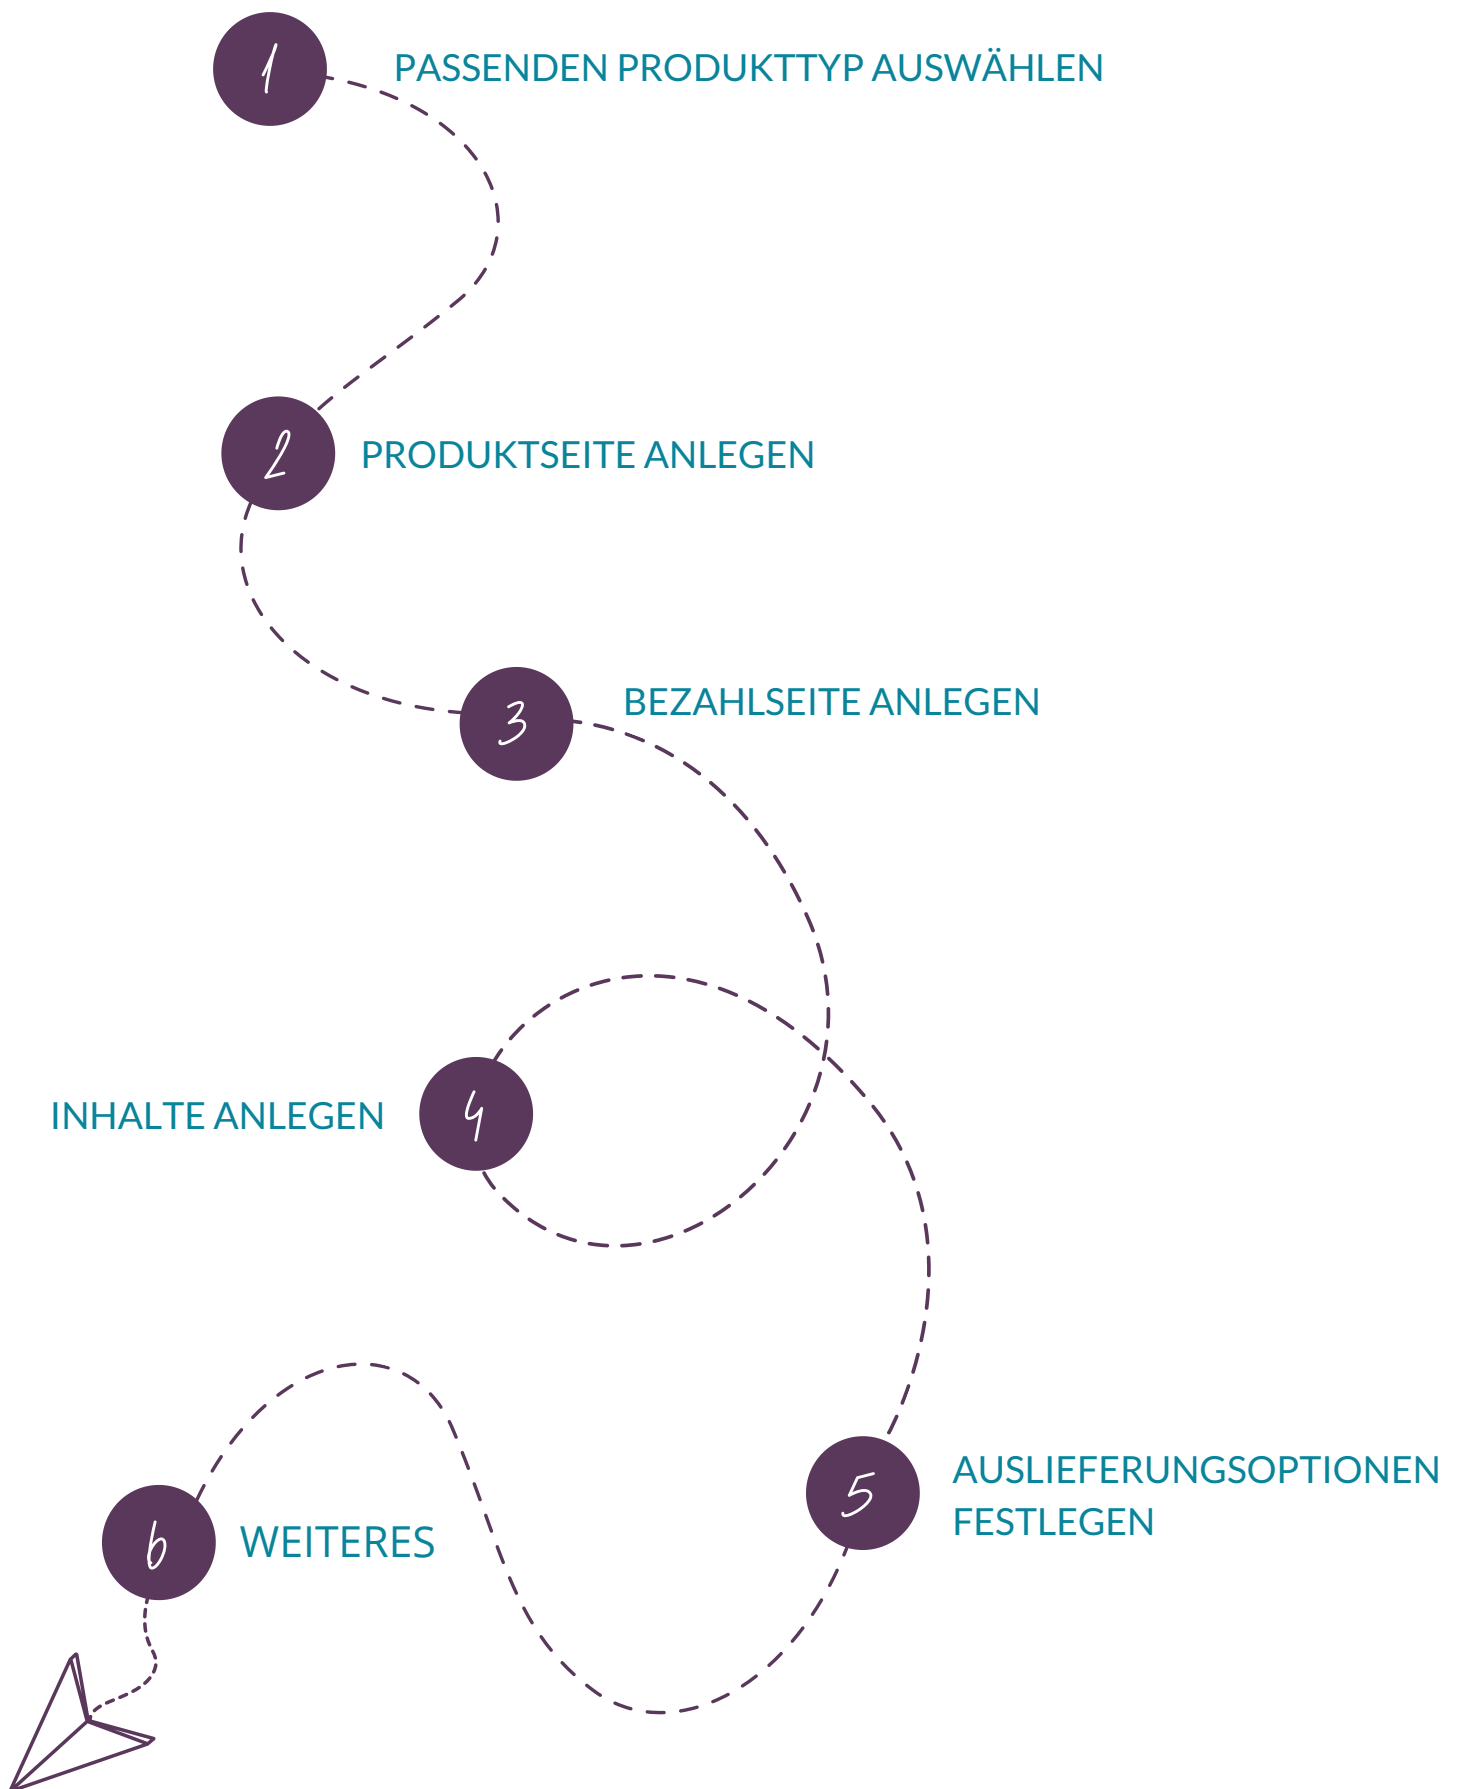 1
PASSENDEN PRODUKTTYP AUSWÄHLEN
2
PRODUKTSEITE ANLEGEN
3
BEZAHLSEITE ANLEGEN
INHALTE ANLEGEN
4
5
AUSLIEFERUNGSOPTIONEN
FESTLEGEN
6
WEITERES